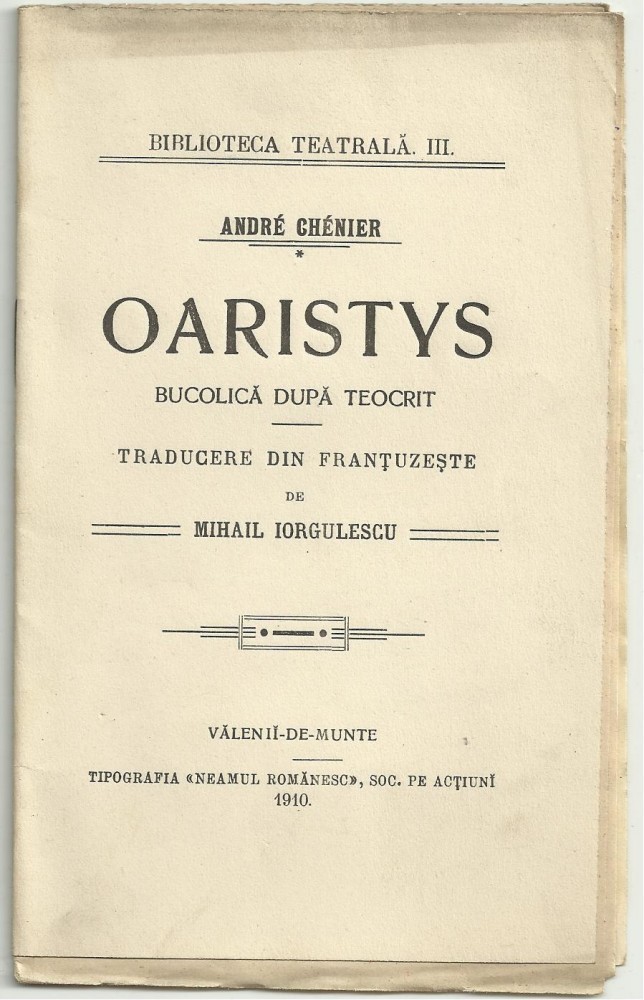 BIBLIOTECA TEATRALĂ. III.
ANDRÉ CHÉNIER
*
OARISTYS
BUCOLICĂ DUPĂ TEOCRIT
TRADUCERE DIN FRANŢUZEŞTE
DE
MIHAIL IORGULESCU
VĂLENIĬ-DE-MUNTE
TIPOGRAFIA «NEAMUL ROMĂNESC», SOC. PE ACŢIUNĬ
1910.